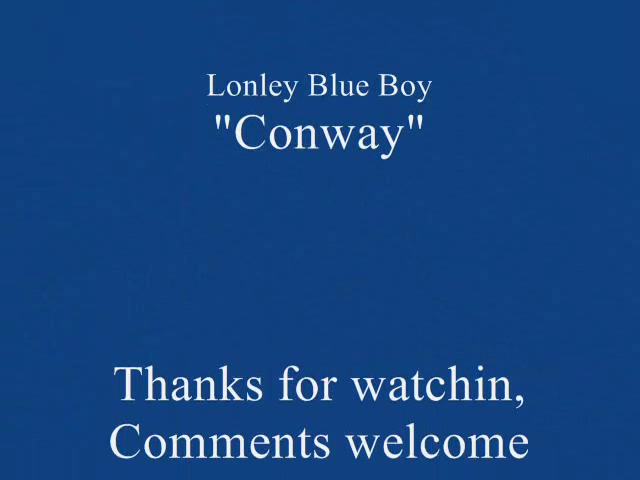 Lonley Blue Boy
"Conway"
Thanks for watchin,
Comments welcome